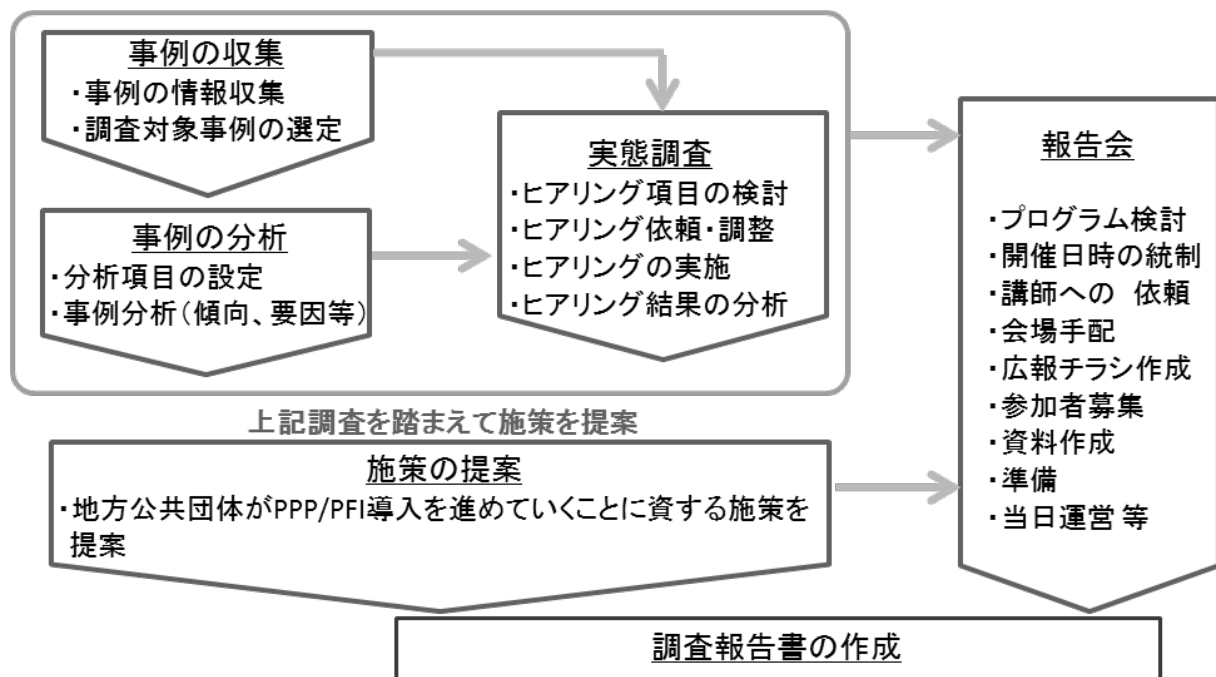 事例の収集
・事例の情報収集
・調査対象事例の選定
事例の分析
・分析項目の設定
・事例分析（傾向、要因等）
実態調査
・ヒアリング項目の検討
・ヒアリング依頼・調整
・ヒアリングの実施
・ヒアリング結果の分析
上記調査を踏まえて施策を提案
施策の提案
・地方公共団体がPPP/PFI導入を進めていくことに資する施策を
提案
報告会
・プログラム検討
・開催日時の統制
・講師への　依頼
・会場手配
・広報チラシ作成
・参加者募集
・資料作成
・準備
・当日運営 等
調査報告書の作成